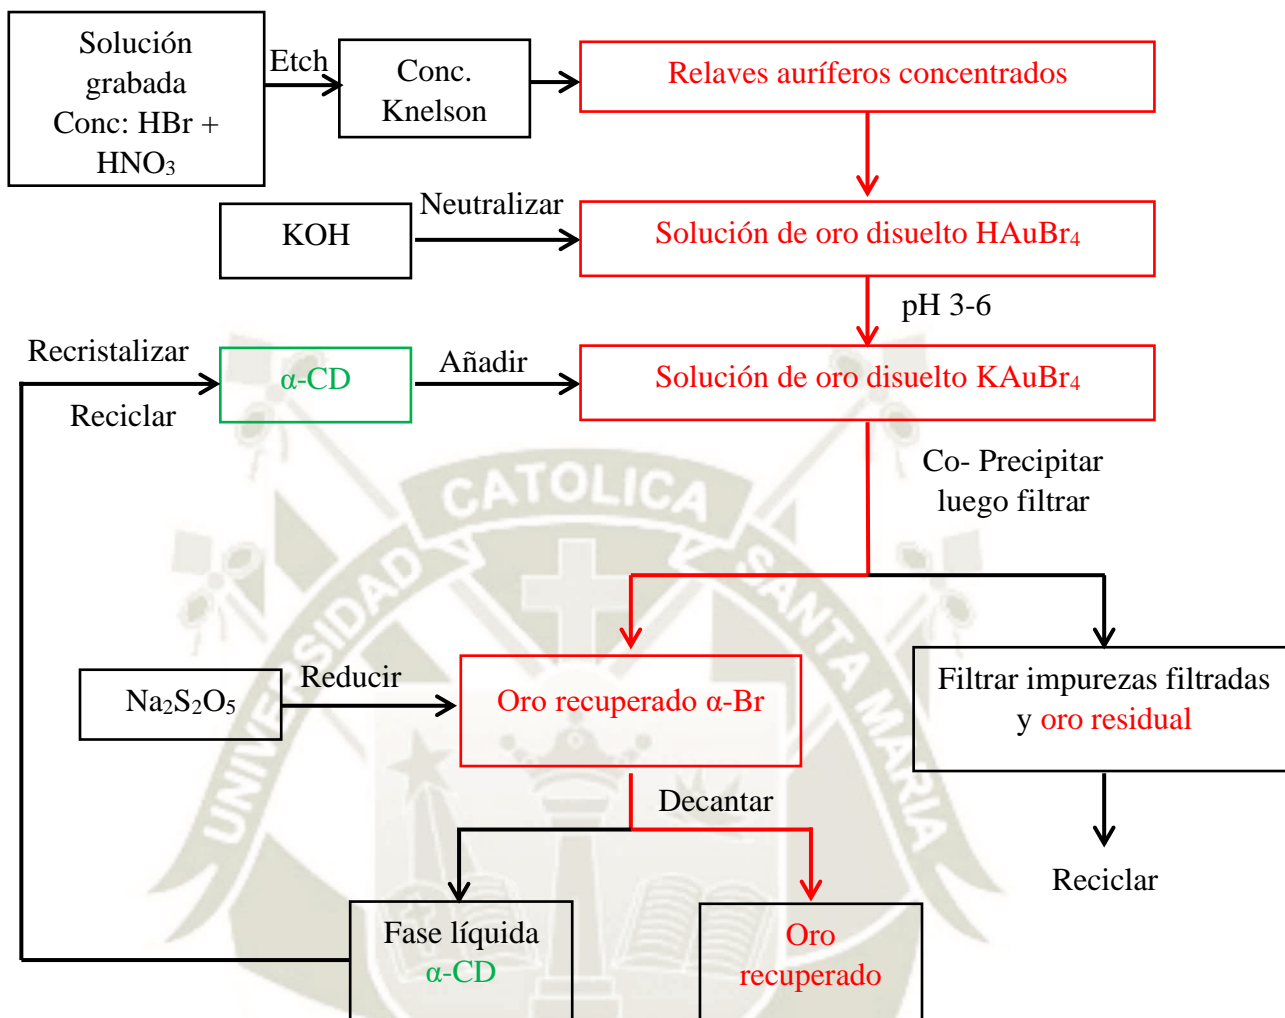 Solución
grabada
Conc: HBr +
HNO₃
Etch
Conc.
Knelson
Relaves auríferos concentrados
KOH
Neutralizar
Solución de oro disuelto HAuBr₄
pH 3-6
Recristalizar
Reciclar
α-CD
Añadir
Solución de oro disuelto KAuBr₄
Co- Precipitar
luego filtrar
UNIVERSIDAD CATOLICA SANTA MARIA
Na₂S₂O₅
Reducir
Oro recuperado α-Br
Filtrar impurezas filtradas
y oro residual
Decantar
Reciclar
Fase líquida
α-CD
Oro
recuperado